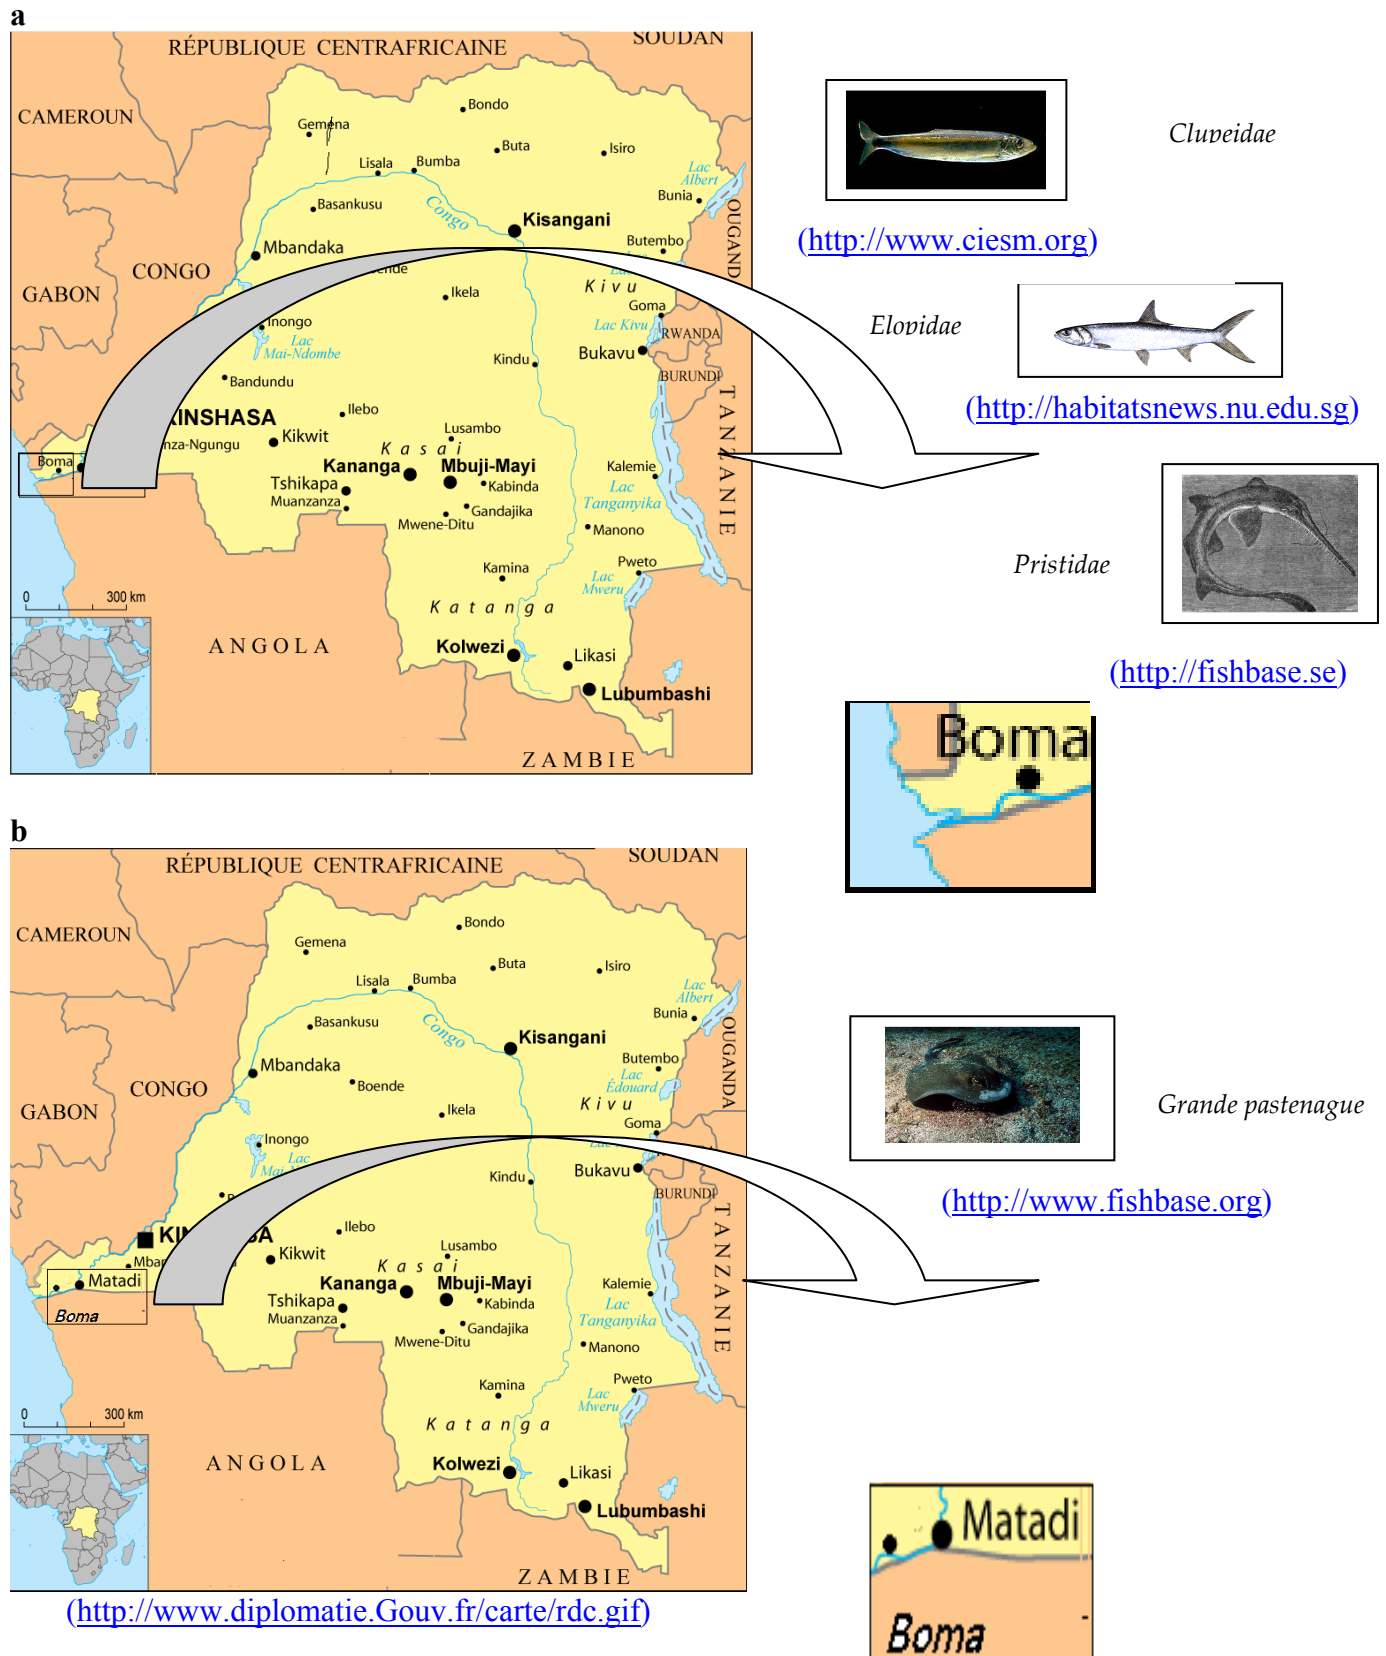 a
RÉPUBLIQUE CENTRAFRICAINE
SOUDAN
CAMEROUN
Bondo
Gemena
Buta
Isiro
Lisala
Bumba
Lac
Albert
Bunia
Basankusu
Congo
Kisangani
OUGAND
Mbandaka
Butembo
CONGO
ende
GABON
Ikela
Kivu
Goma
Inongo
Lac
Mai-Ndombe
Lac Kivu
RWANDA
Bukavu
Kindu
BURUNDI
Bandundu
TANZANIE
KINSHASA
Ilebo
nza-Ngungu
Kikwit
Lusambo
Kasai
Boma
Kananga
Mbuji-Mayi
Kalemie
Tshikapa
Kabinda
Lac
Tanganyika
Muanzanza
Gandajika
Mwene-Ditu
Manono
Kamina
Pweto
Lac
Mweru
0 300 km
Katanga
ANGOLA
Kolwezi
Likasi
Lubumbashi
ZAMBIE
Clupeidae
(http://www.ciesm.org)
Elopidae
(http://habitatsnews.nu.edu.sg)
Pristidae
(http://fishbase.se)
Boma
b
RÉPUBLIQUE CENTRAFRICAINE
SOUDAN
CAMEROUN
Bondo
Gemena
Buta
Isiro
Lisala
Bumba
Lac
Albert
Bunia
Basankusu
Congo
Kisangani
OUGANDA
Mbandaka
Butembo
CONGO
Boende
Lac
Édouard
GABON
Ikela
Kivu
Goma
Inongo
Lac
Bukavu
Kindu
BURUNDI
TANZANIE
Ilebo
Kikwit
Lusambo
Kasai
Matadi
Kananga
Mbuji-Mayi
Kalemie
Boma
Tshikapa
Kabinda
Lac
Tanganyika
Muanzanza
Gandajika
Mwene-Ditu
Manono
Kamina
Pweto
Lac
Mweru
0 300 km
Katanga
ANGOLA
Kolwezi
Likasi
Lubumbashi
ZAMBIE
(http://www.diplomatie.Gouv.fr/carte/rdc.gif)
Grande pastenague
(http://www.fishbase.org)
Matadi
Boma